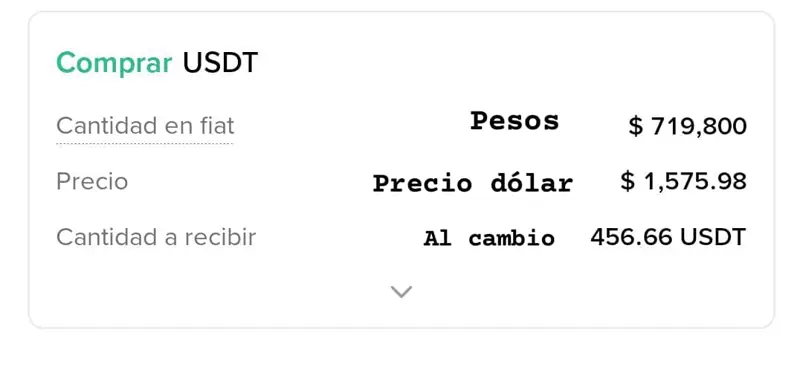 Comprar USDT
Cantidad en fiat Pesos $ 719,800
Precio Precio dólar $ 1,575.98
Cantidad a recibir Al cambio 456.66 USDT